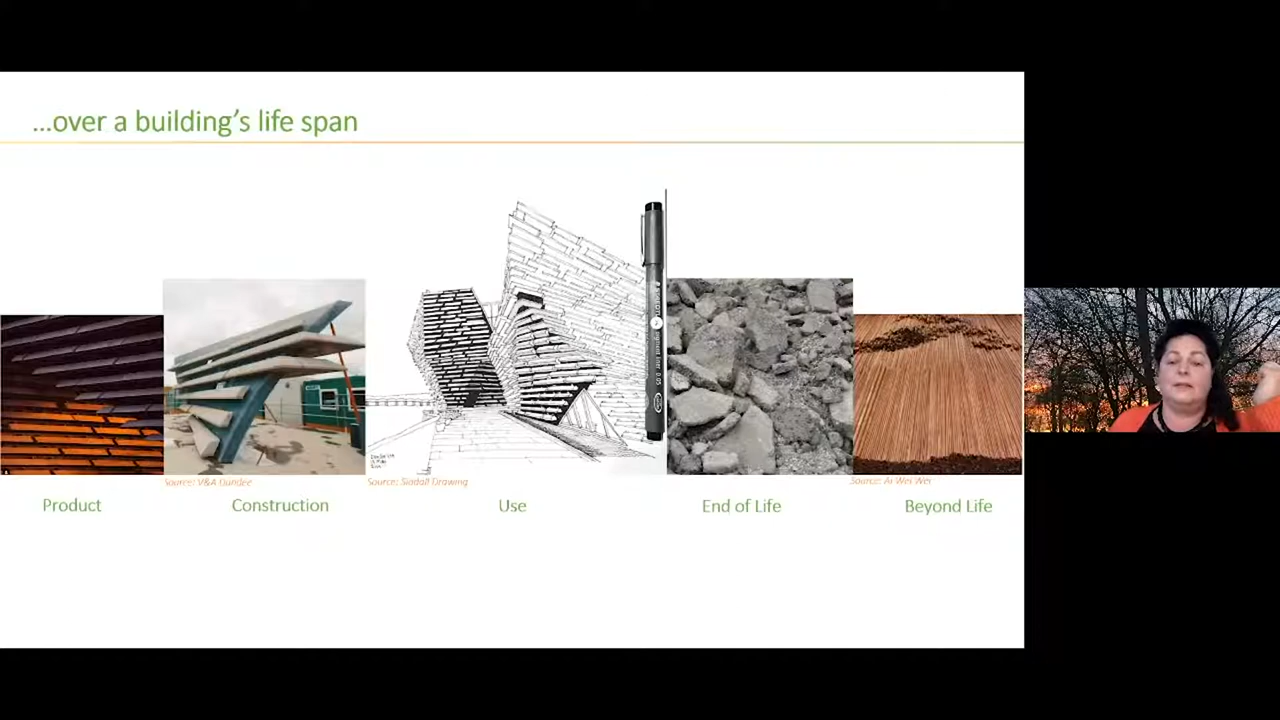 ...over a building's life span
Source: V&A Dundee
Source: Siddall Drawing
Source: Ai Wei Wei
Product
Construction
Use
End of Life
Beyond Life